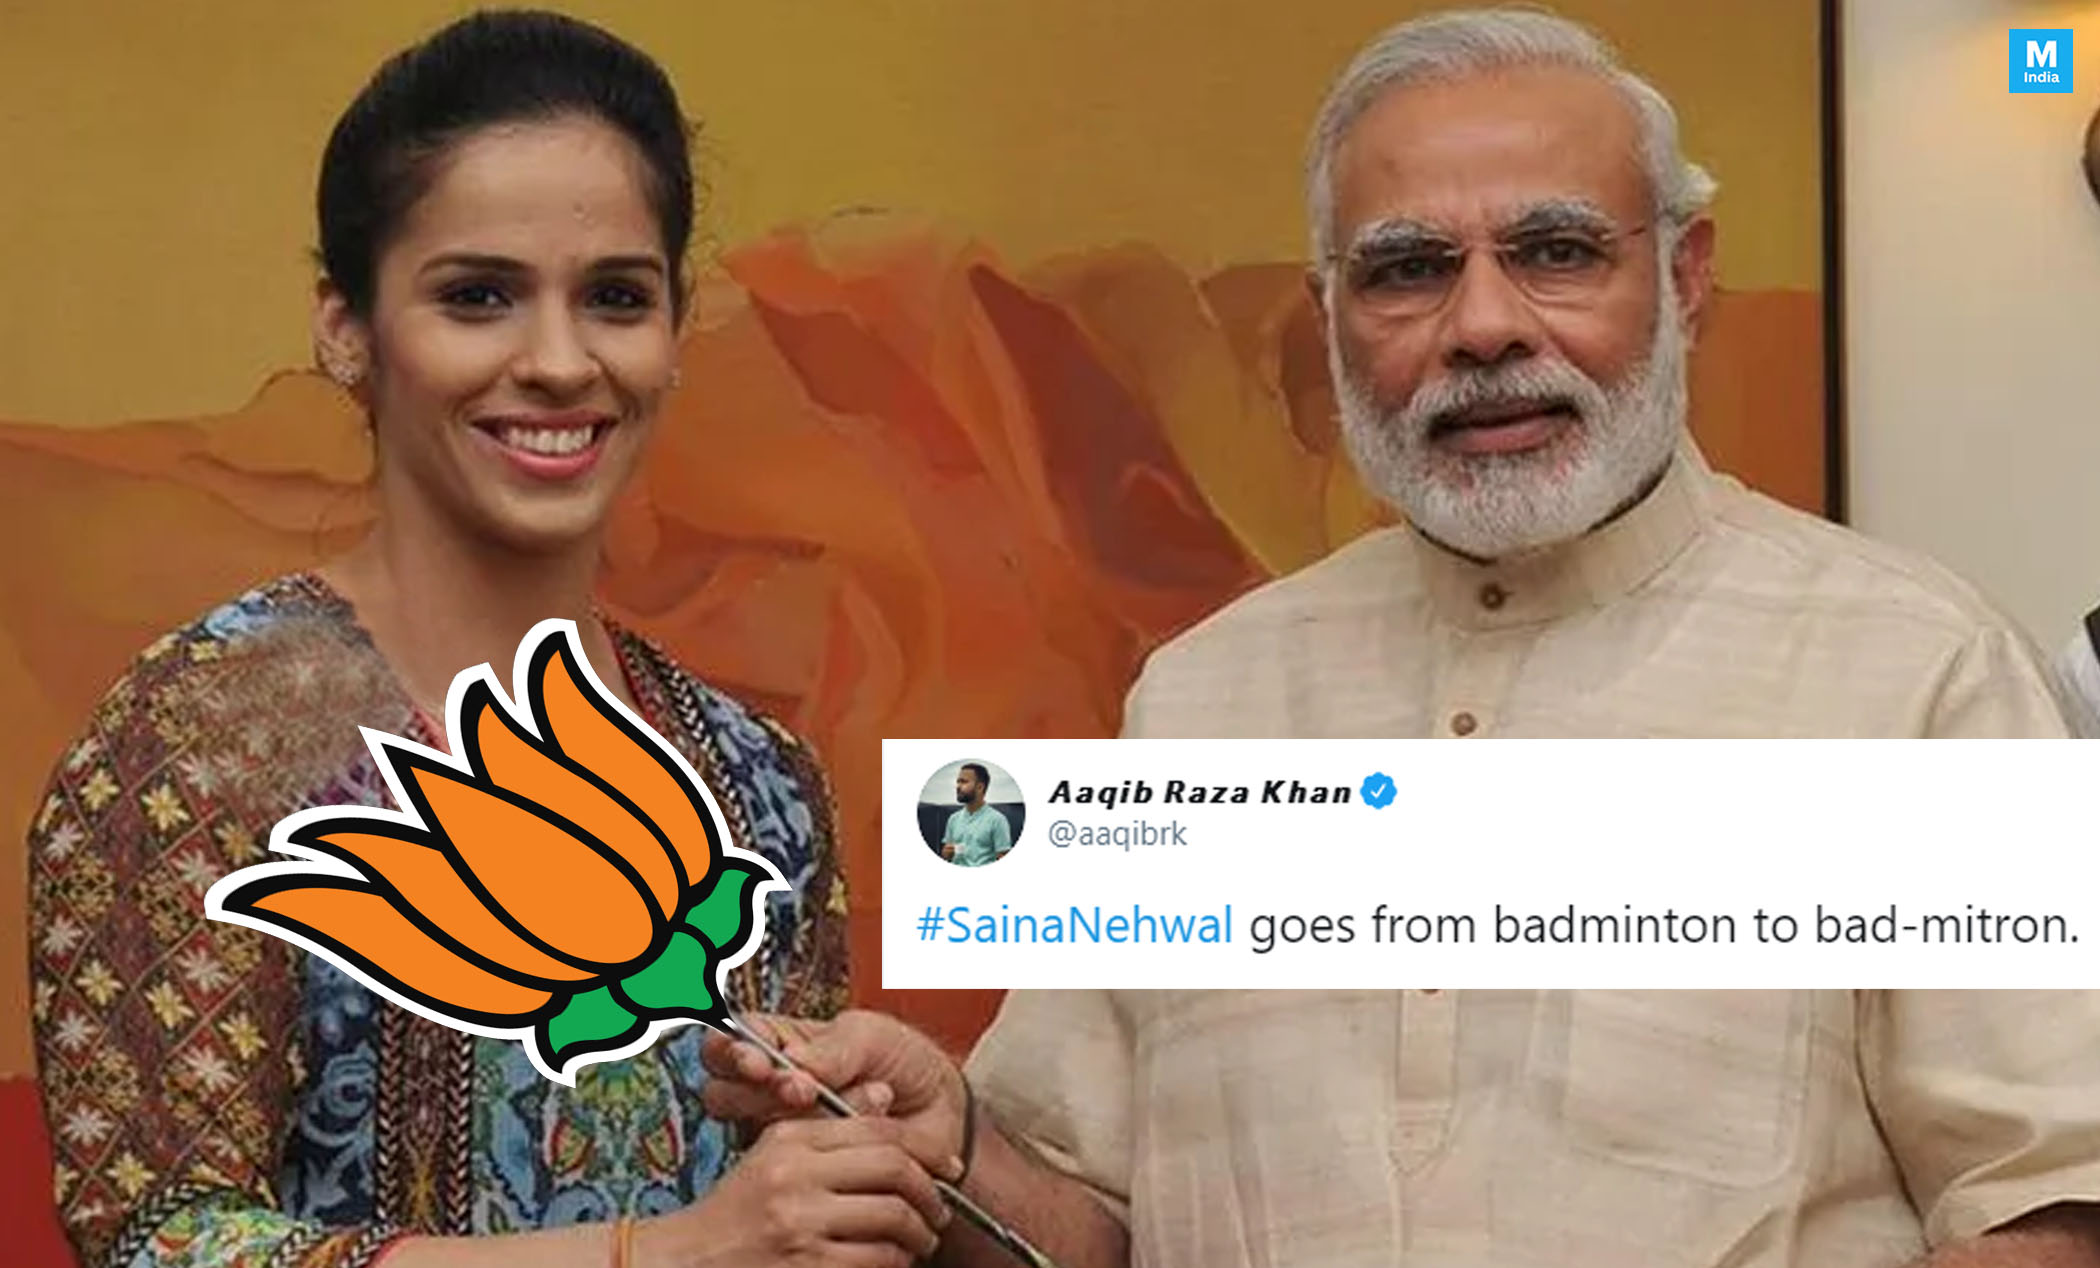 M
India
Aaqib Raza Khan
@aaqibrk
#SainaNehwal goes from badminton to bad-mitron.